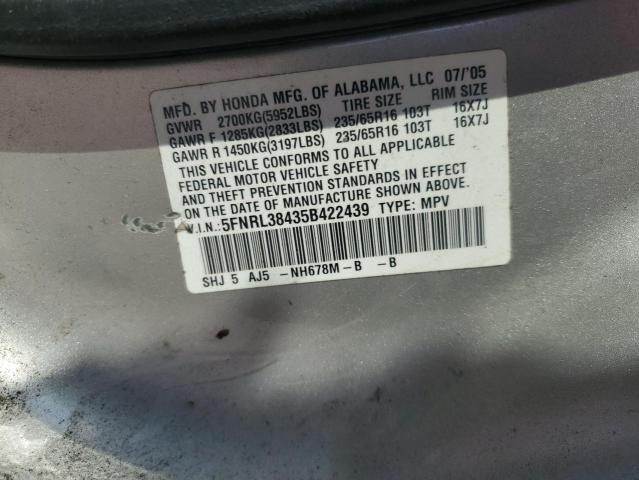 MFD. BY HONDA MFG. OF ALABAMA, LLC 07/'05
GVWR 2700KG(5952LBS) TIRE SIZE RIM SIZE
GAWR F 1285KG(2833LBS) 235/65R16 103T 16X7J
GAWR R 1450KG(3197LBS) 235/65R16 103T 16X7J
THIS VEHICLE CONFORMS TO ALL APPLICABLE
FEDERAL MOTOR VEHICLE SAFETY
AND THEFT PREVENTION STANDARDS IN EFFECT
ON THE DATE OF MANUFACTURE SHOWN ABOVE.
V.I.N.:5FNRL38435B422439 TYPE: MPV
SHJ 5 AJ5 -NH678M-B -B